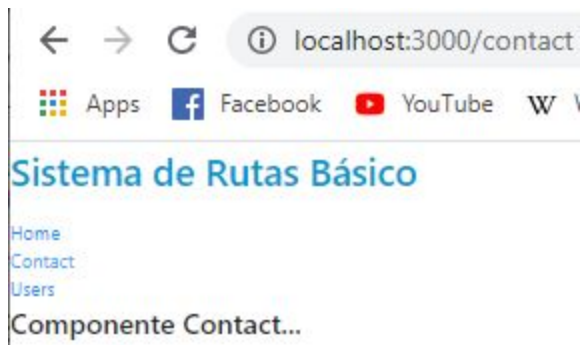 localhost:3000/contact
Apps Facebook YouTube W
Sistema de Rutas Básico
Home
Contact
Users
Componente Contact...